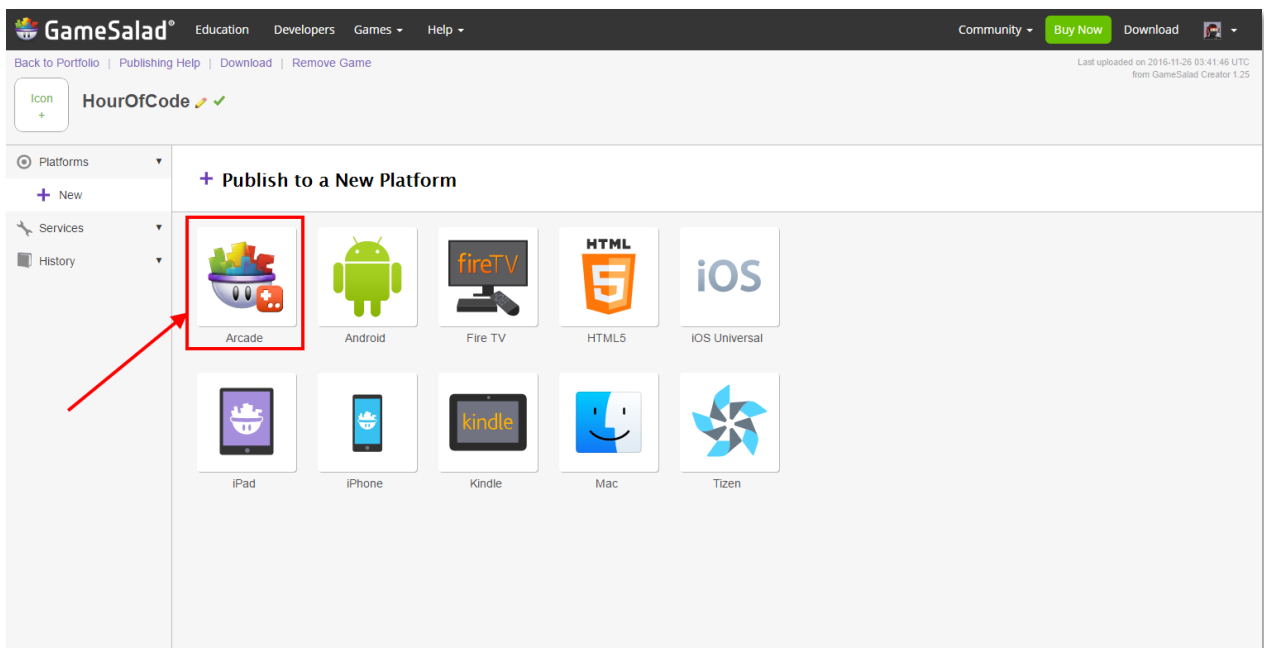 GameSalad® Education Developers Games Help Community Buy Now Download
Back to Portfolio | Publishing Help | Download | Remove Game
Last uploaded on 2016-11-26 03:41:46 UTC
from GameSalad Creator 1.25
Icon
+
HourOfCode
Platforms
+ New
Services
History
+ Publish to a New Platform
fireTV
HTML
5
iOS
Arcade Android Fire TV HTML5 iOS Universal
kindle
iPad iPhone Kindle Mac Tizen